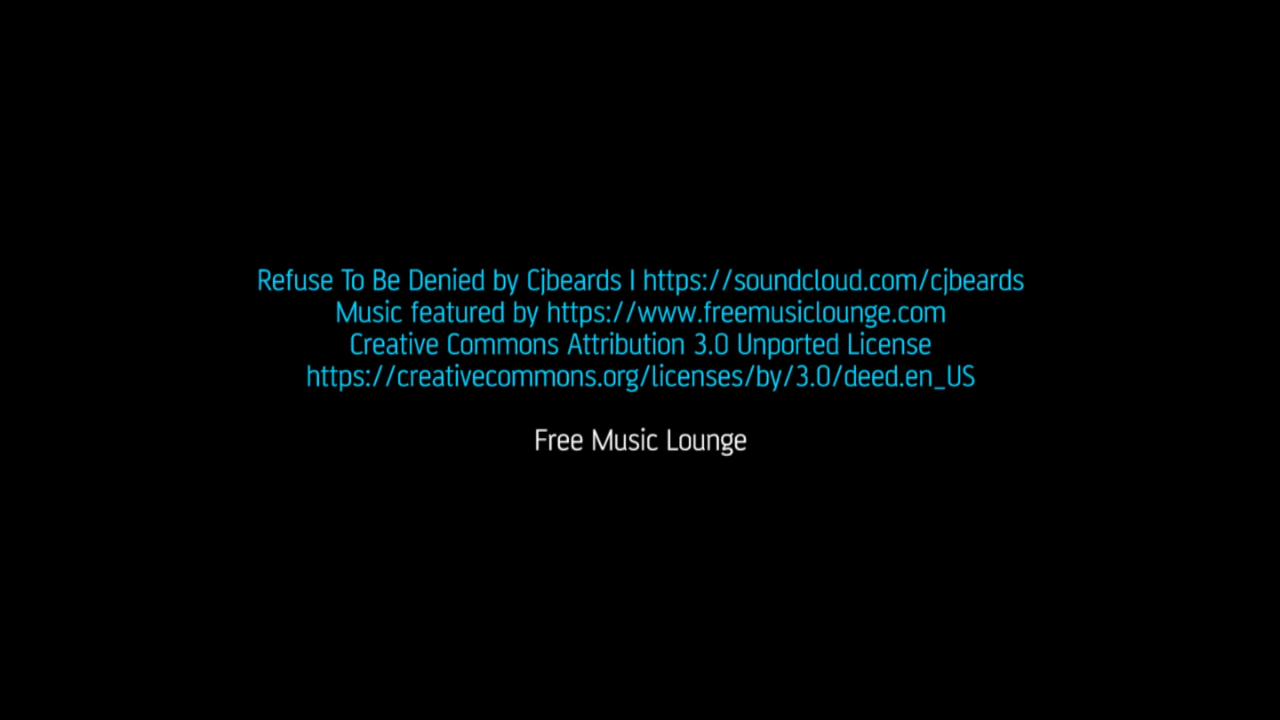 Refuse To Be Denied by Cjbeards I https://soundcloud.com/cjbeards
Music featured by https://www.freemusiclounge.com
Creative Commons Attribution 3.0 Unported License
https://creativecommons.org/licenses/by/3.0/deed.en_US
Free Music Lounge